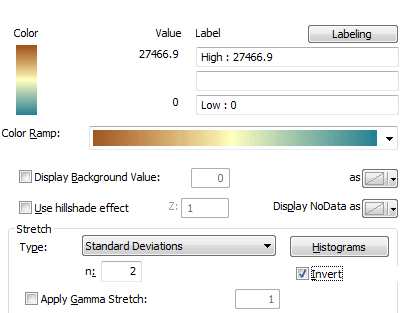 Color Value Label Labeling
27466.9 High : 27466.9
0 Low : 0
Color Ramp:
Display Background Value: 0 as
Use hillshade effect Z: 1 Display NoData as
Stretch
Type: Standard Deviations Histograms
n: 2 Invert
Apply Gamma Stretch: 1